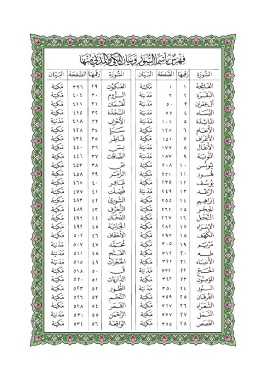 فهرس بأسماء السور وبيان المكي والمدني منها
السورة رقمها الصفحة البيان السورة رقمها الصفحة البيان
الفاتحة ١ ١ مكية العنكبوت ٢٩ ٣٩٦ مكية
البقرة ٢ ٢ مدنية الروم ٣٠ ٤٠٤ مكية
آل عمران ٣ ٥٠ مدنية لقمان ٣١ ٤١١ مكية
النساء ٤ ٧٧ مدنية السجدة ٣٢ ٤١٥ مكية
المائدة ٥ ١٠٦ مدنية الأحزاب ٣٣ ٤١٨ مدنية
الأنعام ٦ ١٢٨ مكية سبأ ٣٤ ٤٢٨ مكية
الأعراف ٧ ١٥١ مكية فاطر ٣٥ ٤٣٤ مكية
الأنفال ٨ ١٧٧ مدنية يس ٣٦ ٤٤٠ مكية
التوبة ٩ ١٨٧ مدنية الصافات ٣٧ ٤٤٦ مكية
يونس ١٠ ٢٠٨ مكية ص ٣٨ ٤٥٣ مكية
هود ١١ ٢٢١ مكية الزمر ٣٩ ٤٥٨ مكية
يوسف ١٢ ٢٣٥ مكية غافر ٤٠ ٤٦٧ مكية
الرعد ١٣ ٢٤٩ مدنية فصلت ٤١ ٤٧٧ مكية
إبراهيم ١٤ ٢٥٥ مكية الشورى ٤٢ ٤٨٣ مكية
الحجر ١٥ ٢٦٢ مكية الزخرف ٤٣ ٤٨٩ مكية
النحل ١٦ ٢٦٧ مكية الدخان ٤٤ ٤٩٦ مكية
الإسراء ١٧ ٢٨٢ مكية الجاثية ٤٥ ٤٩٩ مكية
الكهف ١٨ ٢٩٣ مكية الأحقاف ٤٦ ٥٠٢ مكية
مريم ١٩ ٣٠٥ مكية محمد ٤٧ ٥٠٧ مدنية
طه ٢٠ ٣١٢ مكية الفتح ٤٨ ٥١١ مدنية
الأنبياء ٢١ ٣٢٢ مكية الحجرات ٤٩ ٥١٥ مدنية
الحج ٢٢ ٣٣٢ مدنية ق ٥٠ ٥١٨ مكية
المؤمنون ٢٣ ٣٤٢ مكية الذاريات ٥١ ٥٢٠ مكية
النور ٢٤ ٣٥٠ مدنية الطور ٥٢ ٥٢٣ مكية
الفرقان ٢٥ ٣٥٩ مكية النجم ٥٣ ٥٢٦ مكية
الشعراء ٢٦ ٣٦٧ مكية القمر ٥٤ ٥٢٨ مكية
النمل ٢٧ ٣٧٧ مكية الرحمن ٥٥ ٥٣١ مدنية
القصص ٢٨ ٣٨٥ مكية الواقعة ٥٦ ٥٣٤ مكية